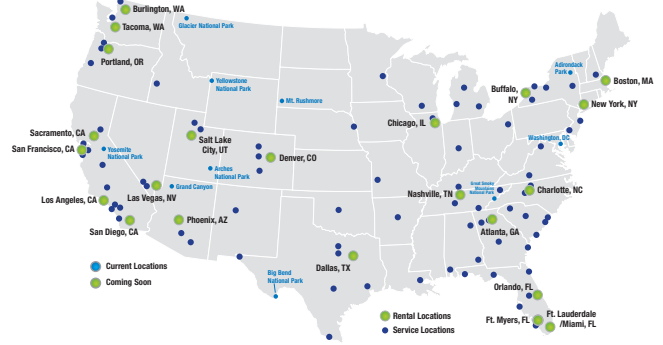 Burlington, WA
Glacier National Park
Tacoma, WA
Portland, OR
Adirondack
Park
Yellowstone
National Park
Boston, MA
Buffalo,
NY
Mt. Rushmore
New York, NY
Chicago, IL
Sacramento, CA
Salt Lake
City, UT
Washington, DC
San Francisco, CA
Yosemite
National Park
Denver, CO
Arches
National Park
Great Smoky
Mountains
National Park
Las Vegas, NV
Grand Canyon
Nashville, TN
Charlotte, NC
Los Angeles, CA
Phoenix, AZ
San Diego, CA
Atlanta, GA
Dallas, TX
Current Locations
Coming Soon
Big Bend
National Park
Orlando, FL
Rental Locations
Service Locations
Ft. Myers, FL
Ft. Lauderdale
/Miami, FL